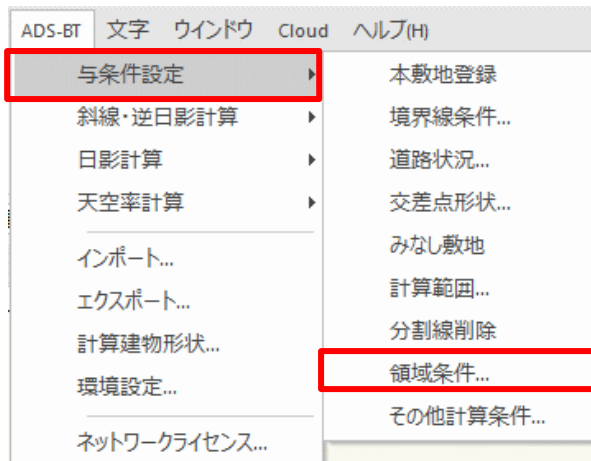 ADS-BT 文字 ウインドウ Cloud ヘルプ(H)
与条件設定
斜線・逆日影計算
日影計算
天空率計算
インポート...
エクスポート...
計算建物形状...
環境設定...
ネットワークライセンス...
本敷地登録
境界線条件...
道路状況...
交差点形状...
みなし敷地
計算範囲...
分割線削除
領域条件...
その他計算条件...